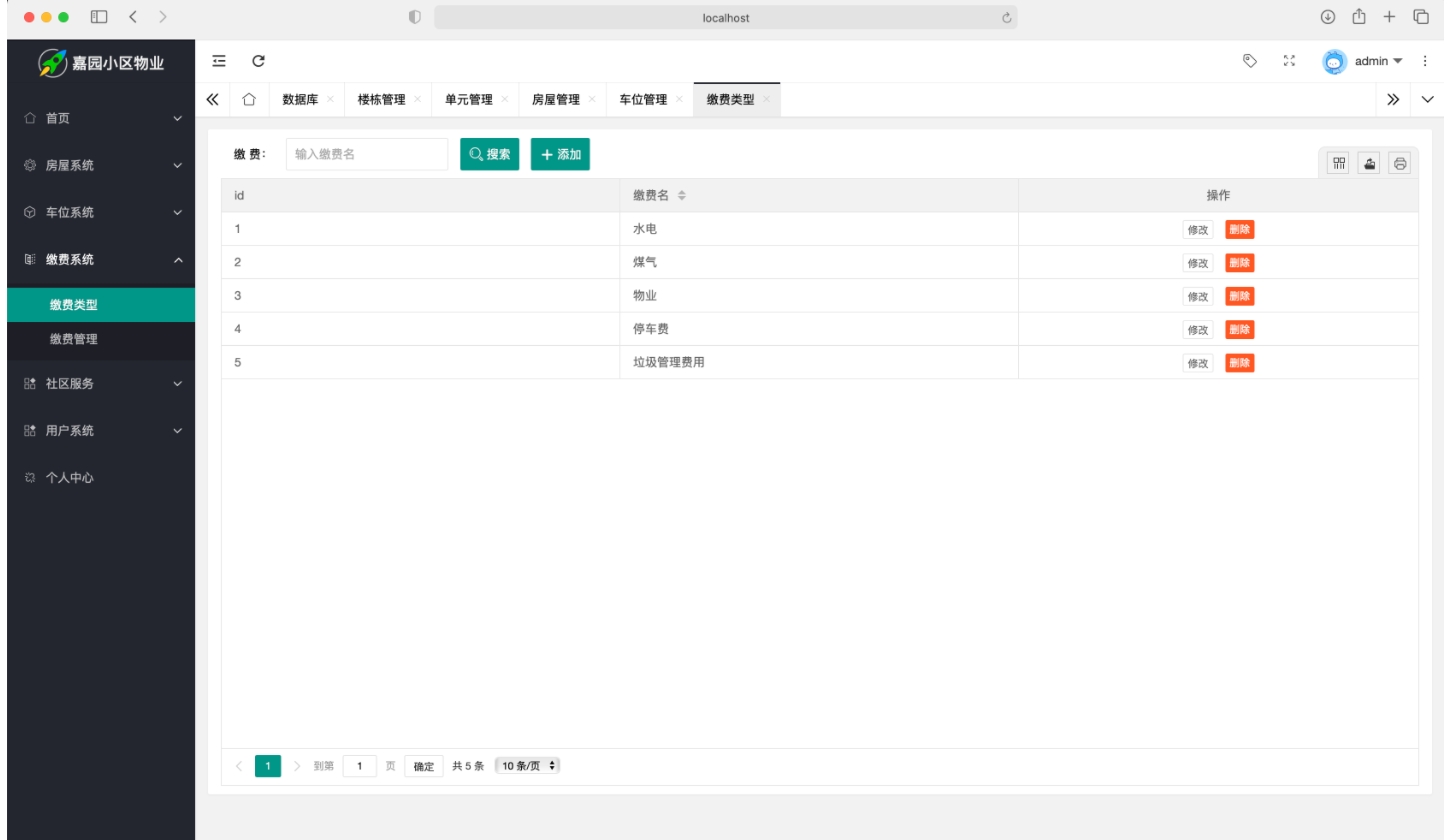 localhost
嘉园小区物业
admin
数据库 楼栋管理 单元管理 房屋管理 车位管理 缴费类型
首页
房屋系统
车位系统
缴费系统
缴费类型
缴费管理
社区服务
用户系统
个人中心
缴 费: 输入缴费名 搜索 添加
id 缴费名 操作
1 水电 修改 删除
2 煤气 修改 删除
3 物业 修改 删除
4 停车费 修改 删除
5 垃圾管理费用 修改 删除
1 到第 1 页 确定 共 5 条 10 条/页